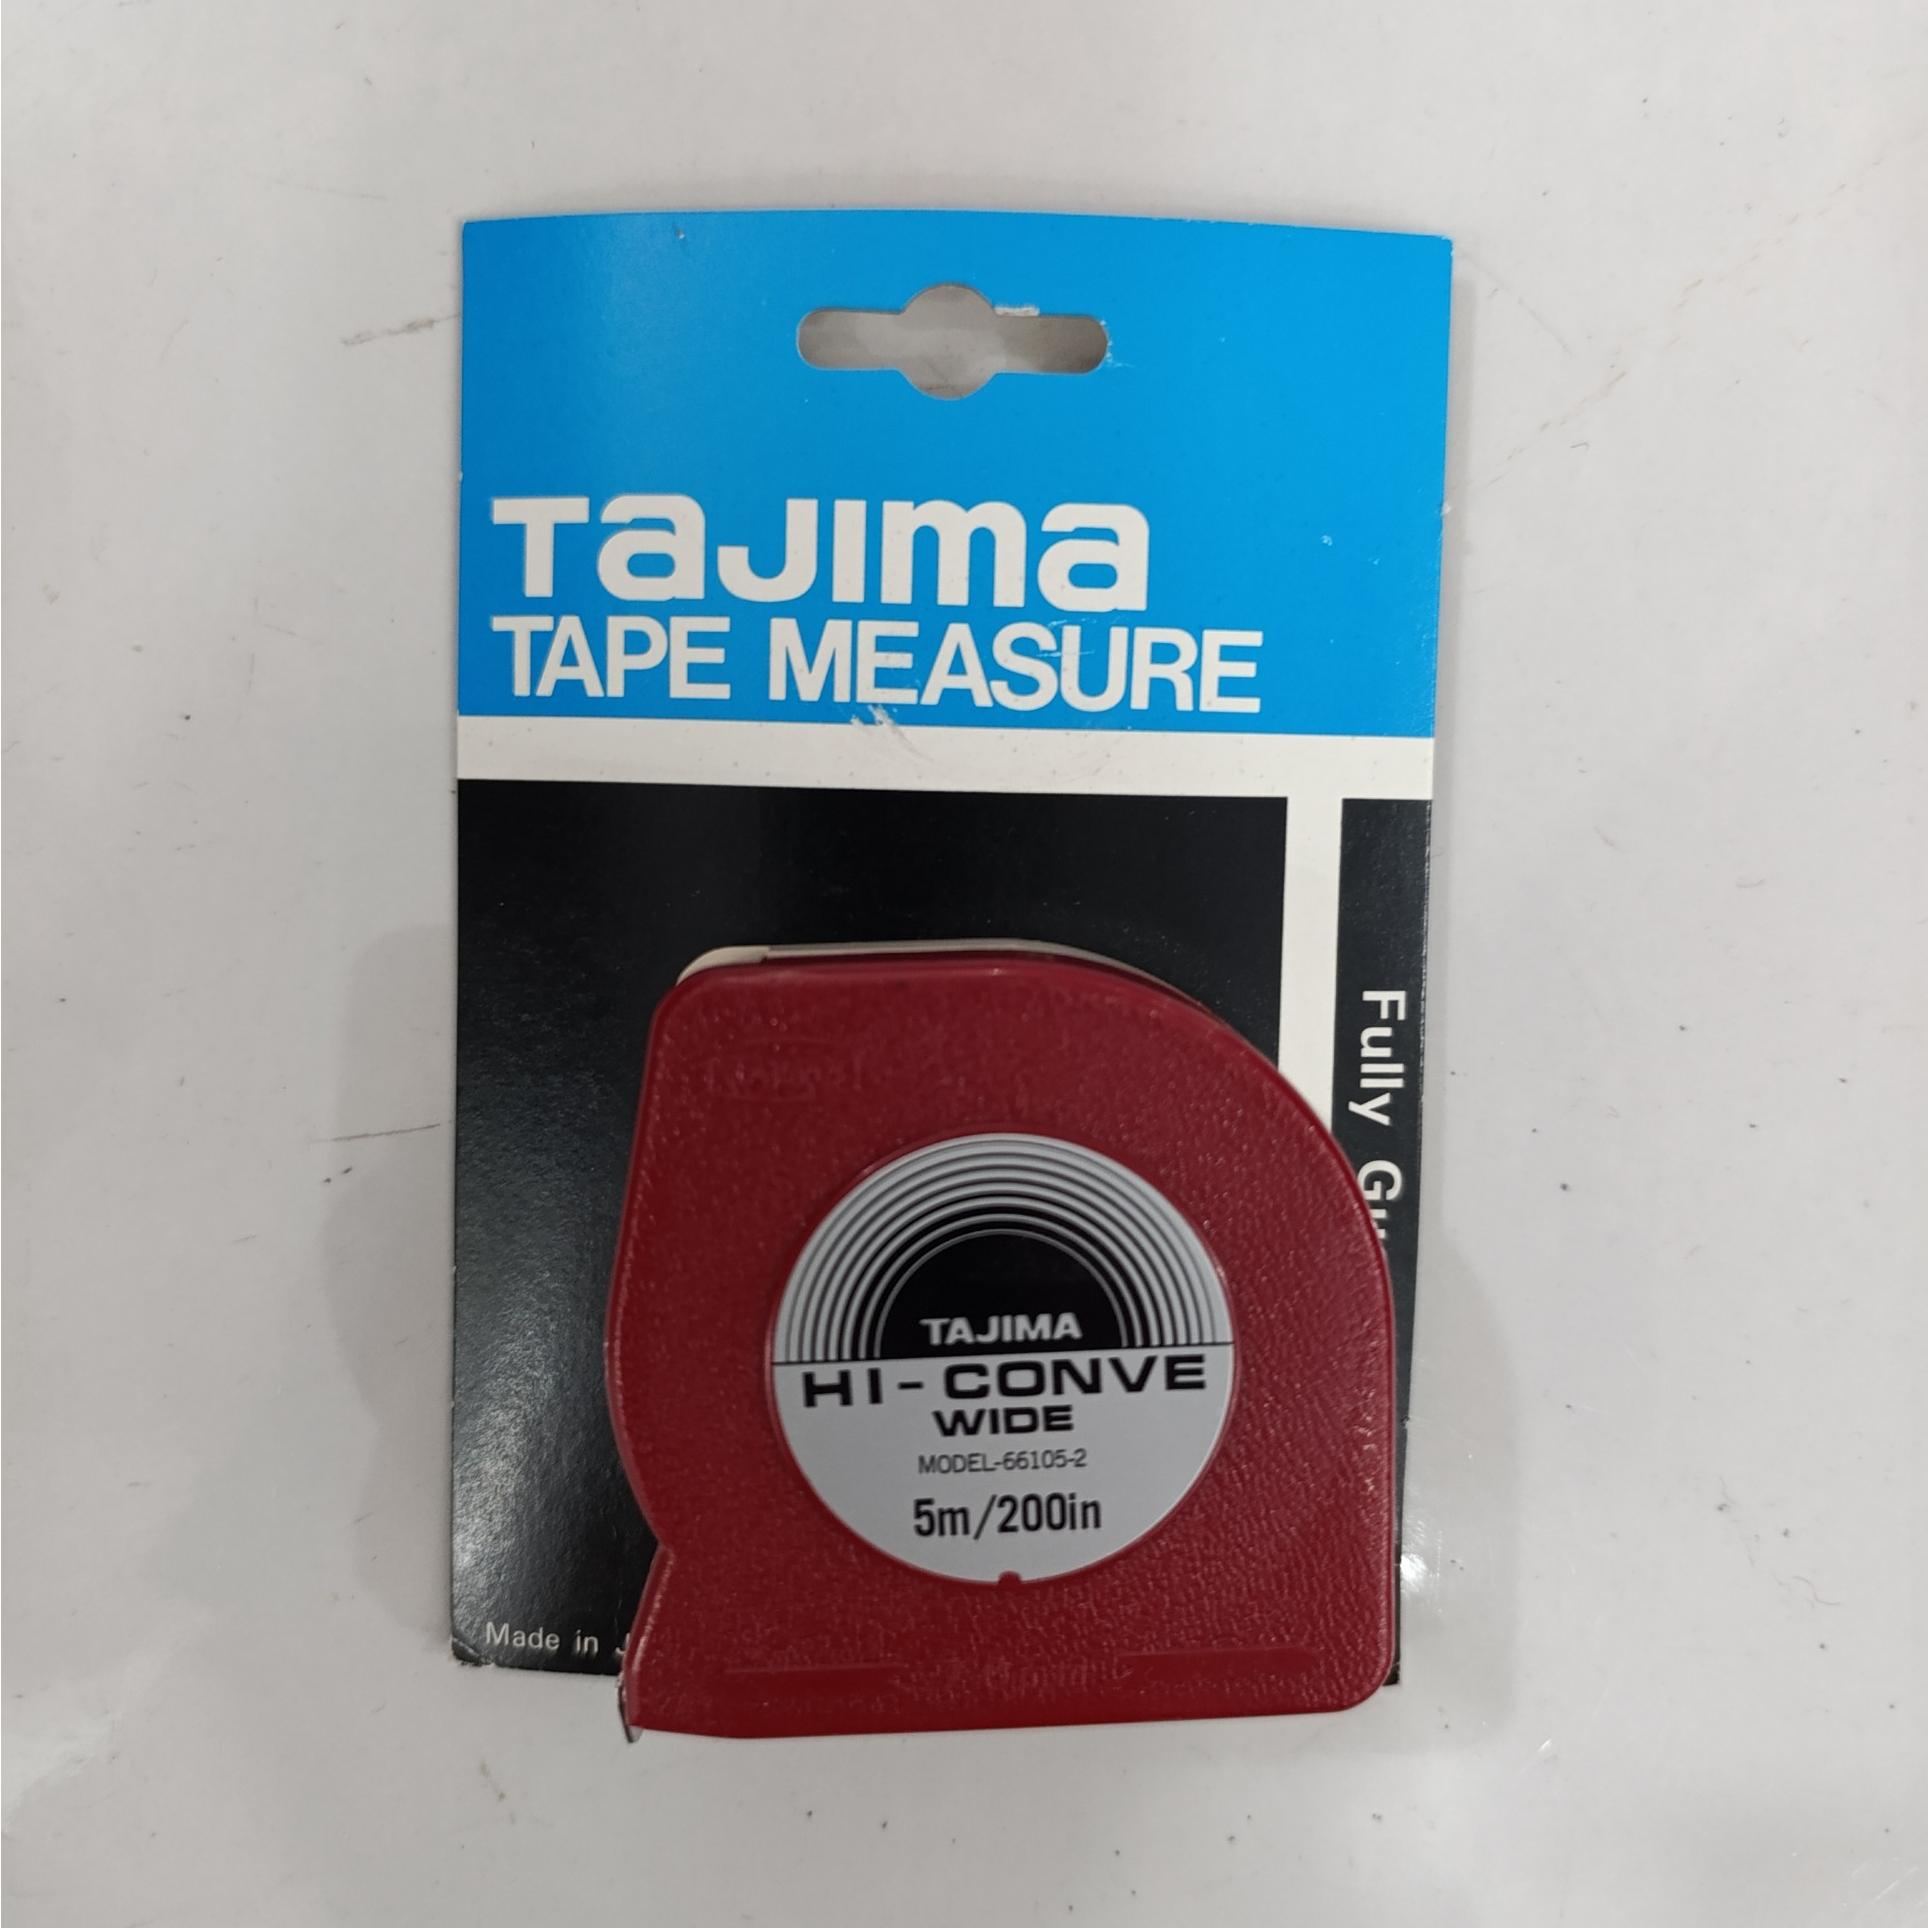 Tajima
TAPE MEASURE
Fully
TAJIMA
HI-CONVE
WIDE
MODEL-66105-2
5m/200in
Made in